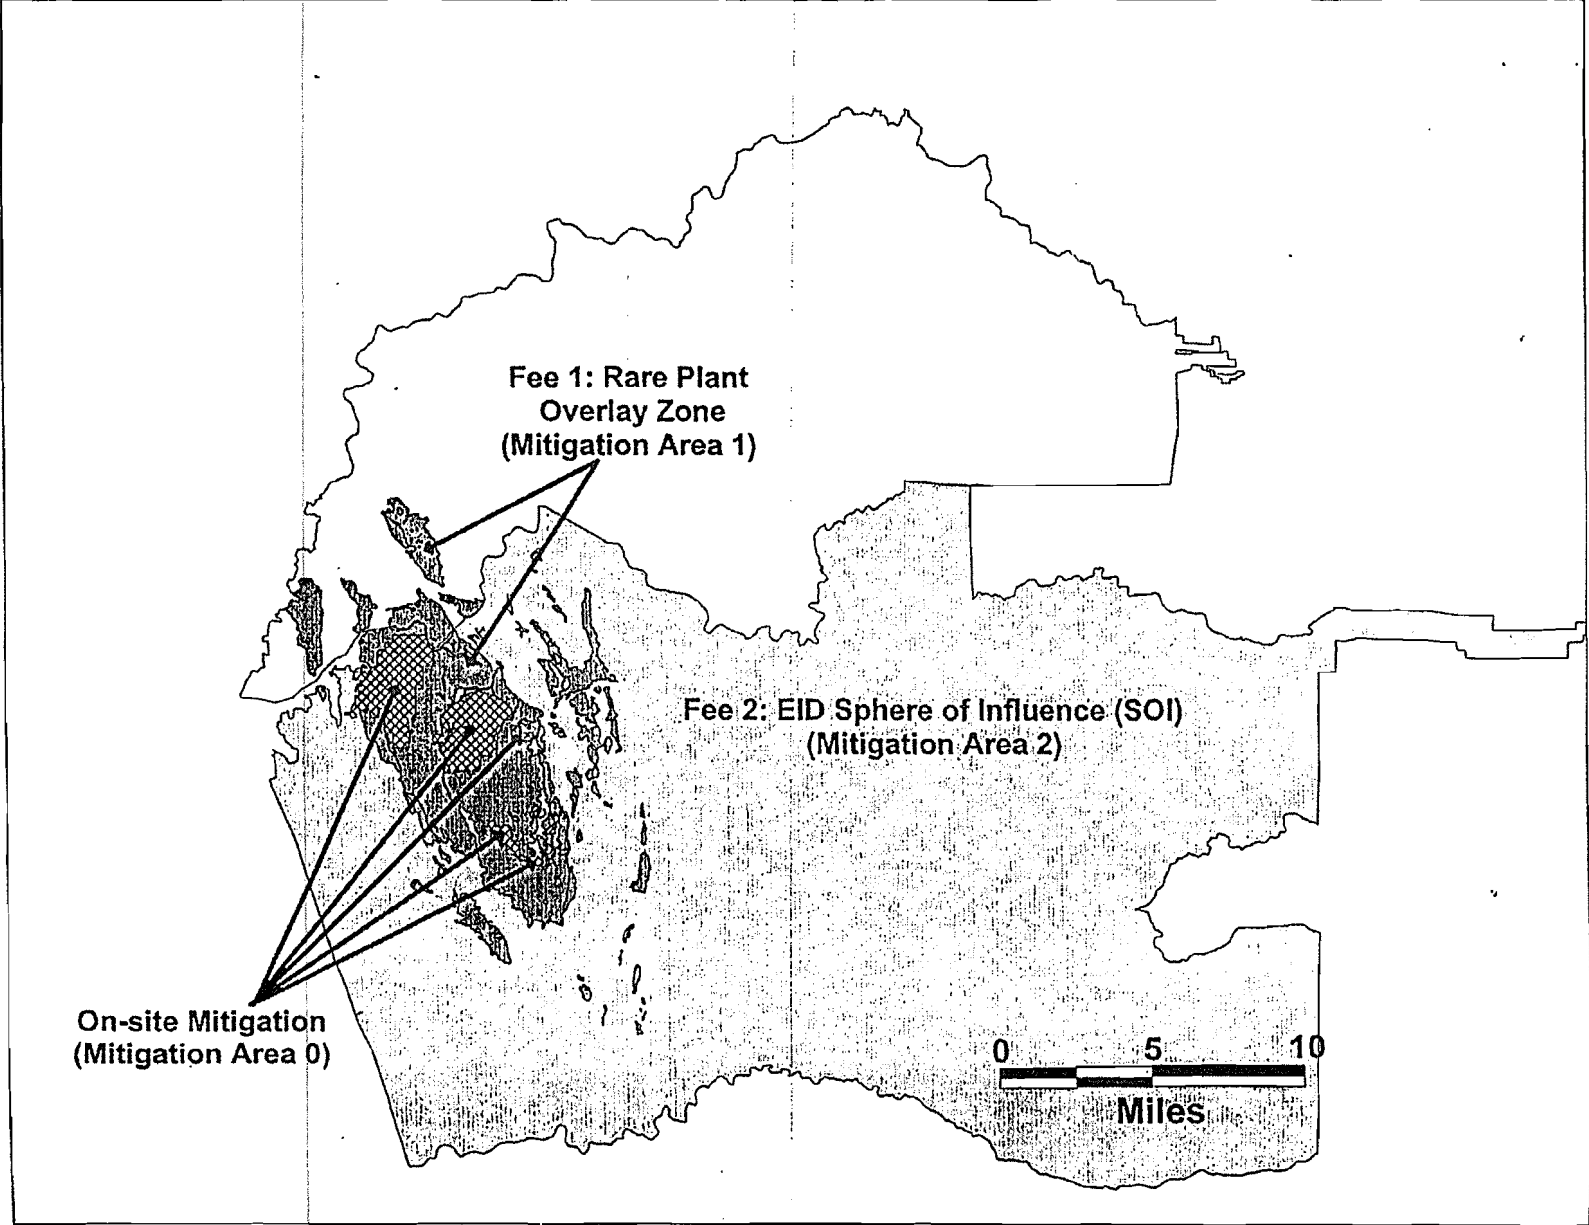 Fee 1: Rare Plant
Overlay Zone
(Mitigation Area 1)
Fee 2: EID Sphere of Influence (SOI)
(Mitigation Area 2)
On-site Mitigation
(Mitigation Area 0)
0 5 10
Miles